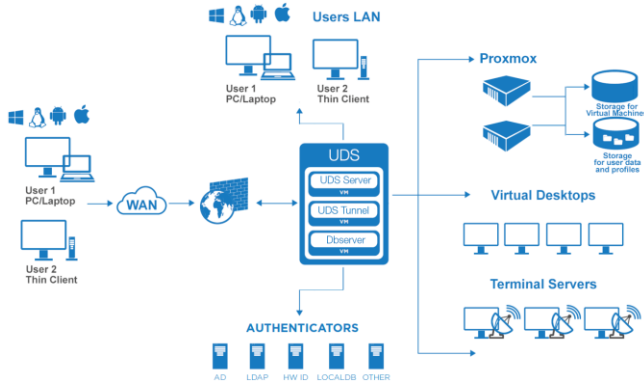 Users LAN
User 1
PC/Laptop
User 2
Thin Client
User 1
PC/Laptop
User 2
Thin Client
WAN
UDS
UDS Server
VM
UDS Tunnel
VM
Dbserver
VM
AUTHENTICATORS
AD
LDAP
HW ID
LOCALDB
OTHER
Proxmox
Storage for
Virtual Machines
Storage
for user data
and profiles
Virtual Desktops
Terminal Servers